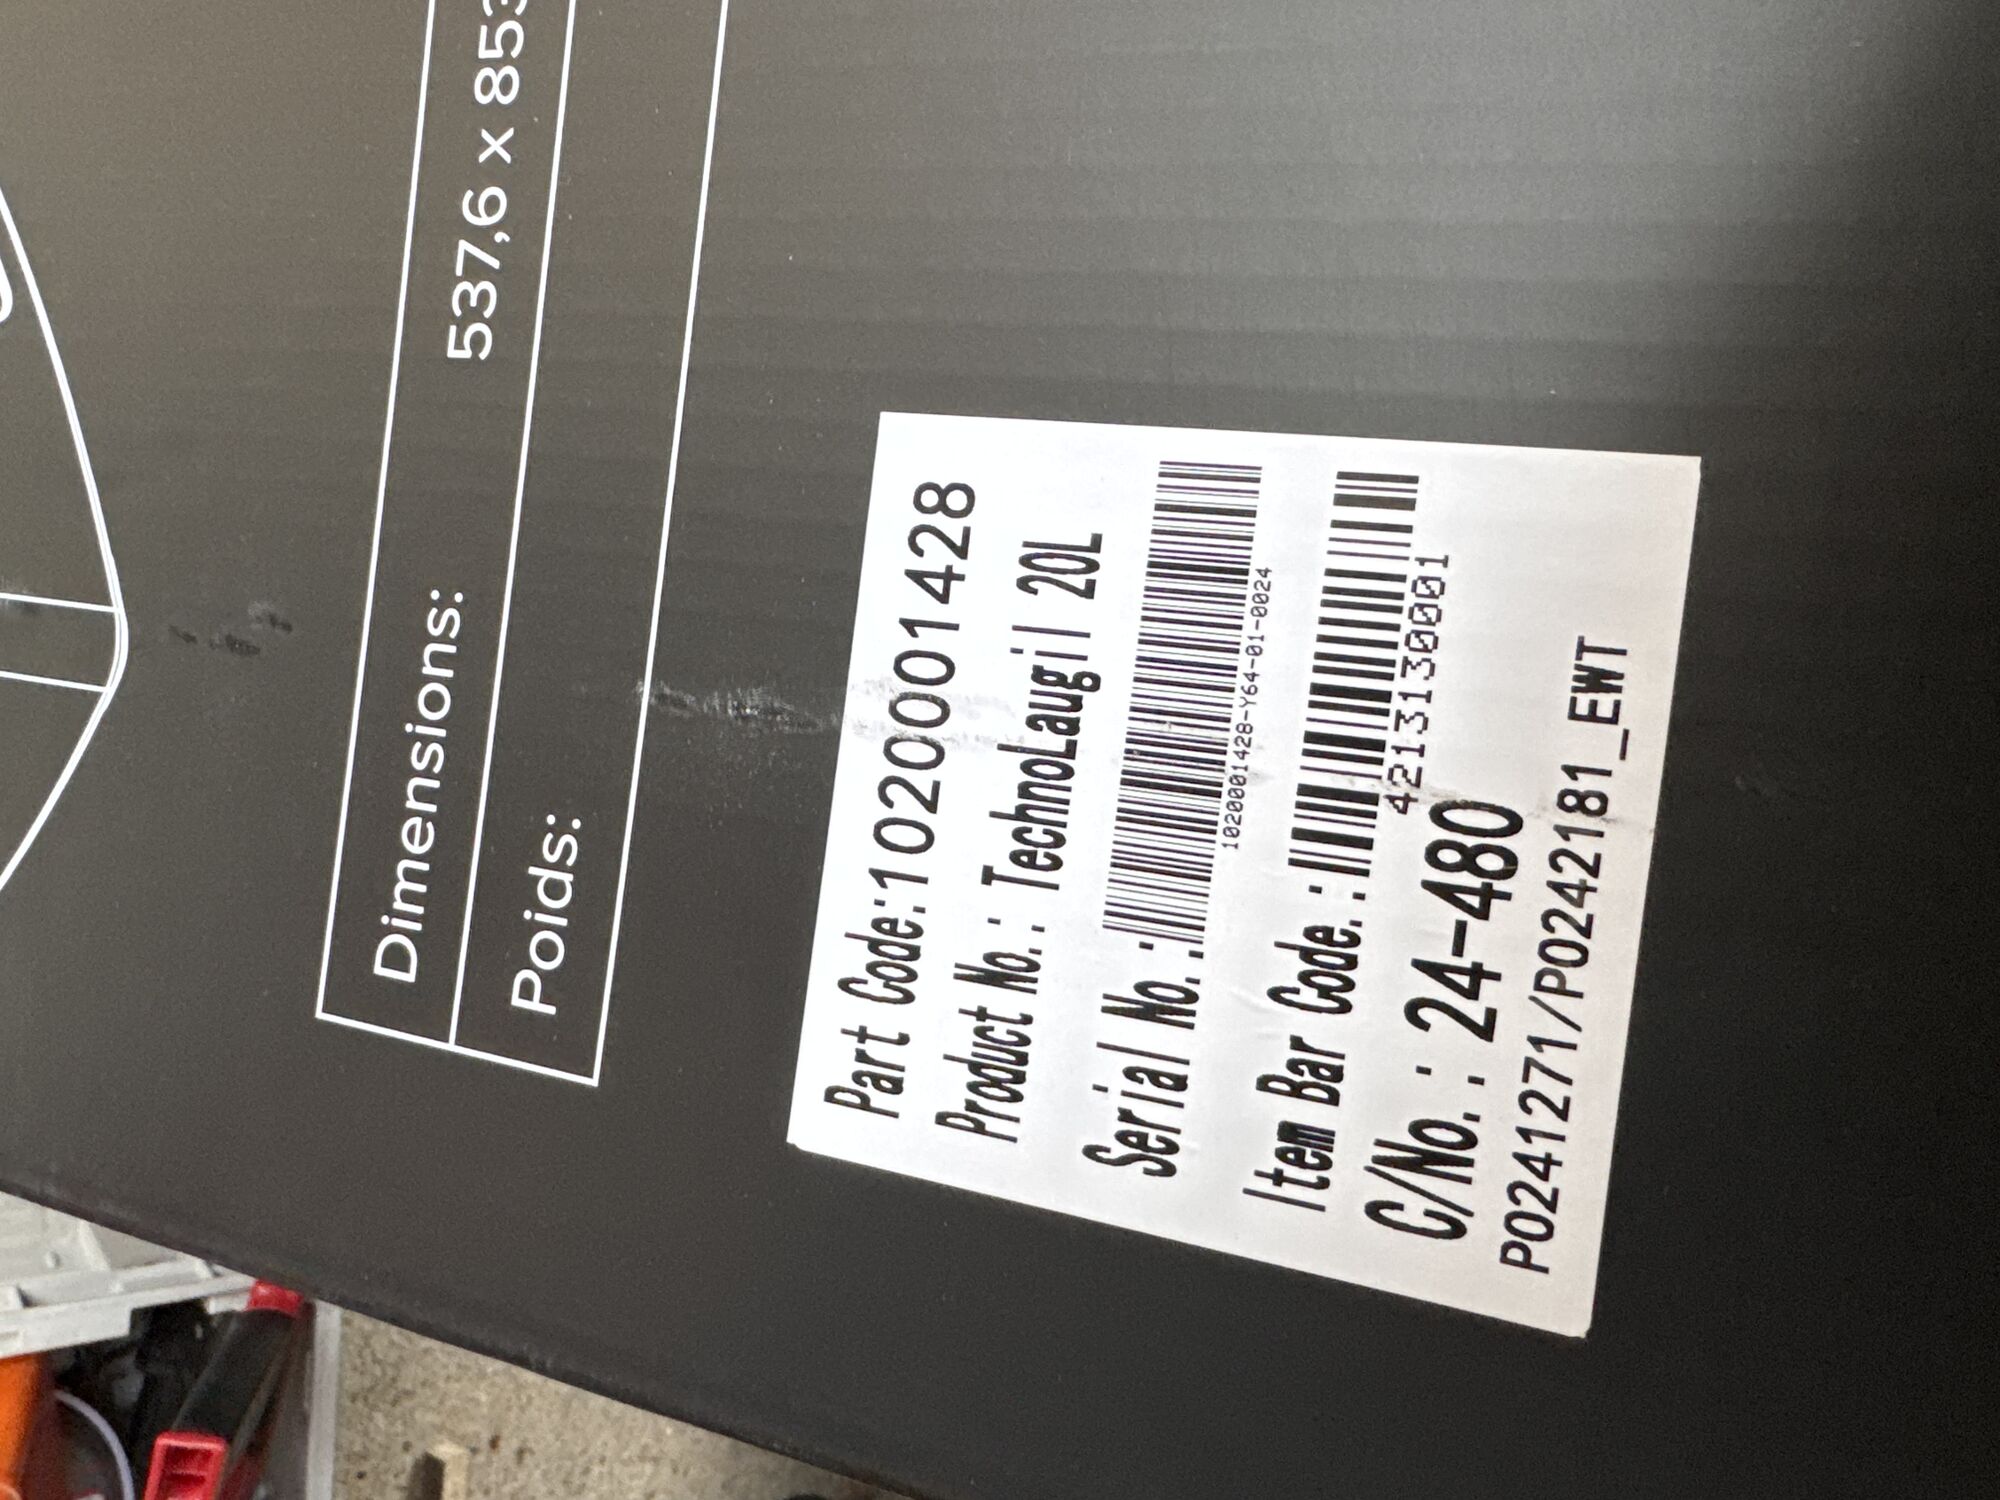 Dimensions: 537,6 x 853
Poids:
Part Code:1020001428
Product No.: TechnoLaugil 20L
Serial No.:
1020001428-Y64-01-0024
Item Bar Code.:
4213130001
C/No.: 24-480
P0241271/P0242181_EWT